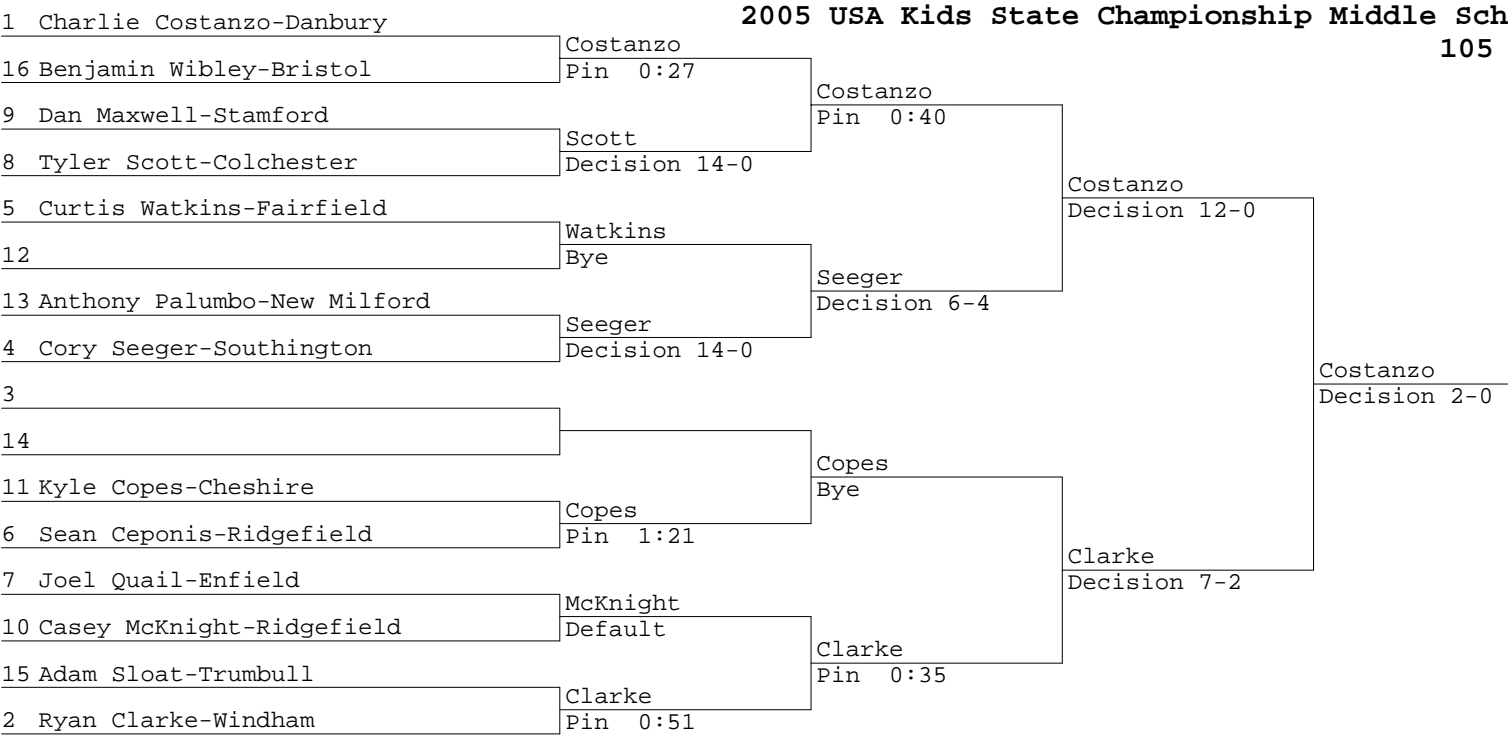 2005 USA Kids State Championship Middle Sch
105
1 Charlie Costanzo-Danbury
Costanzo
16 Benjamin Wibley-Bristol
Pin 0:27
Costanzo
9 Dan Maxwell-Stamford
Pin 0:40
Scott
8 Tyler Scott-Colchester
Decision 14-0
Costanzo
5 Curtis Watkins-Fairfield
Decision 12-0
Watkins
12
Bye
Seeger
13 Anthony Palumbo-New Milford
Decision 6-4
Seeger
4 Cory Seeger-Southington
Decision 14-0
Costanzo
3
Decision 2-0
14
Copes
11 Kyle Copes-Cheshire
Bye
Copes
6 Sean Ceponis-Ridgefield
Pin 1:21
Clarke
7 Joel Quail-Enfield
Decision 7-2
McKnight
10 Casey McKnight-Ridgefield
Default
Clarke
15 Adam Sloat-Trumbull
Pin 0:35
Clarke
2 Ryan Clarke-Windham
Pin 0:51